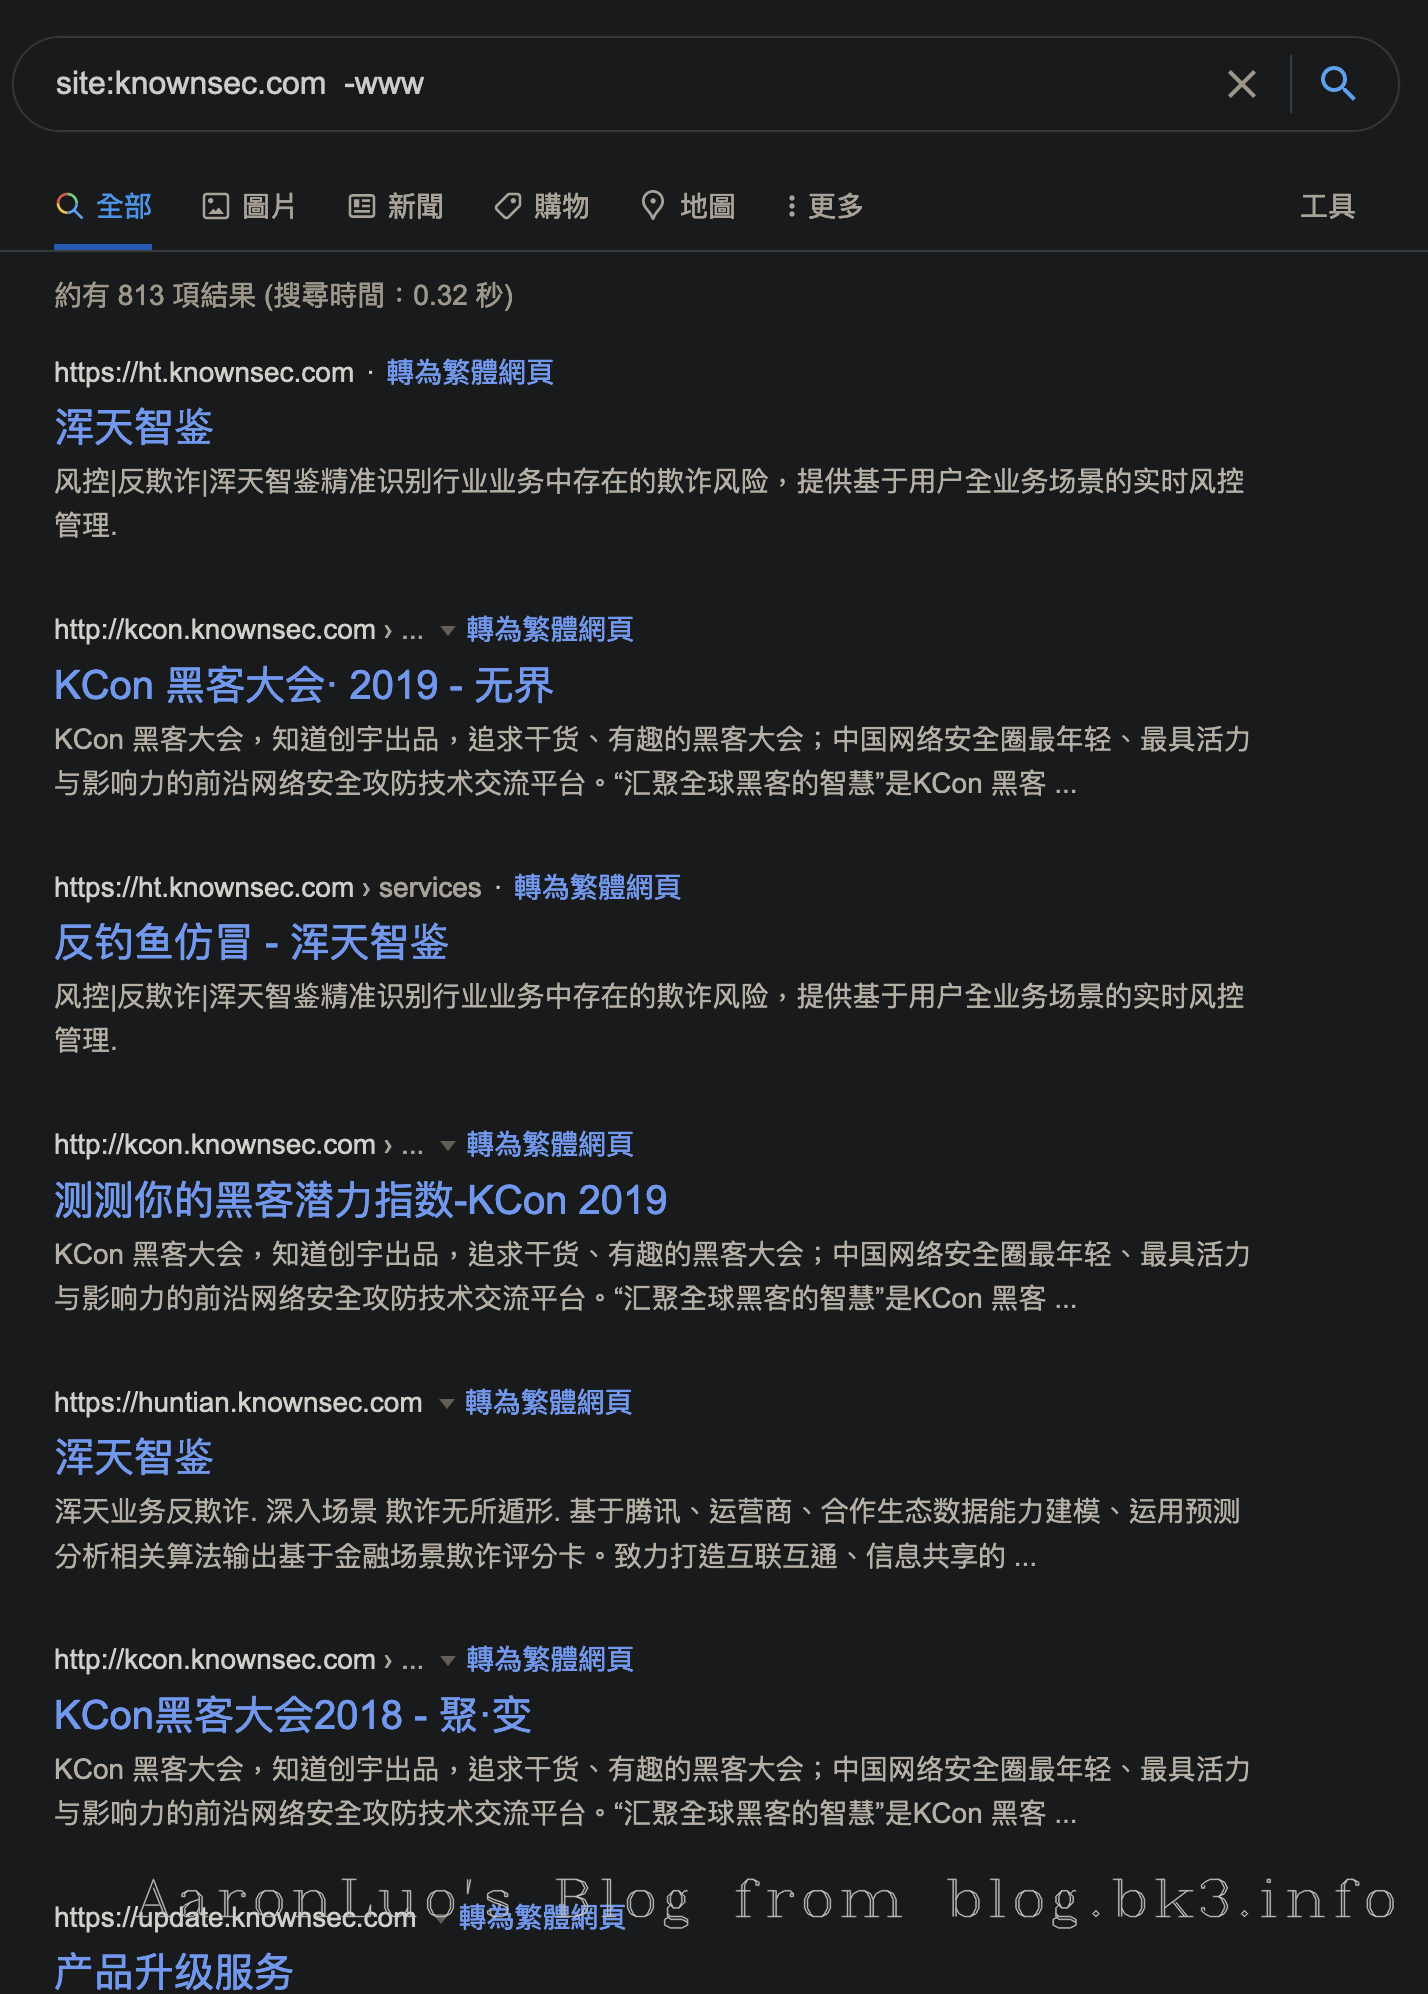 site:knownsec.com -www
全部 圖片 新聞 購物 地圖 更多 工具
約有 813 項結果 (搜尋時間：0.32 秒)
https://ht.knownsec.com · 轉為繁體網頁
浑天智鉴
风控|反欺诈|浑天智鉴精准识别行业业务中存在的欺诈风险，提供基于用户全业务场景的实时风控
管理.
http://kcon.knownsec.com › ... 轉為繁體網頁
KCon 黑客大会· 2019 - 无界
KCon 黑客大会，知道创宇出品，追求干货、有趣的黑客大会；中国网络安全圈最年轻、最具活力
与影响力的前沿网络安全攻防技术交流平台。“汇聚全球黑客的智慧”是KCon 黑客 ...
https://ht.knownsec.com › services · 轉為繁體網頁
反钓鱼仿冒 - 浑天智鉴
风控|反欺诈|浑天智鉴精准识别行业业务中存在的欺诈风险，提供基于用户全业务场景的实时风控
管理.
http://kcon.knownsec.com › ... 轉為繁體網頁
测测你的黑客潜力指数-KCon 2019
KCon 黑客大会，知道创宇出品，追求干货、有趣的黑客大会；中国网络安全圈最年轻、最具活力
与影响力的前沿网络安全攻防技术交流平台。“汇聚全球黑客的智慧”是KCon 黑客 ...
https://huntian.knownsec.com 轉為繁體網頁
浑天智鉴
浑天业务反欺诈. 深入场景 欺诈无所遁形. 基于腾讯、运营商、合作生态数据能力建模、运用预测
分析相关算法输出基于金融场景欺诈评分卡。致力打造互联互通、信息共享的 ...
http://kcon.knownsec.com › ... 轉為繁體網頁
KCon黑客大会2018 - 聚·变
KCon 黑客大会，知道创宇出品，追求干货、有趣的黑客大会；中国网络安全圈最年轻、最具活力
与影响力的前沿网络安全攻防技术交流平台。“汇聚全球黑客的智慧”是KCon 黑客 ...
AaronLuo's Blog from blog.bk3.info
https://update.knownsec.com 轉為繁體網頁
产品升级服务